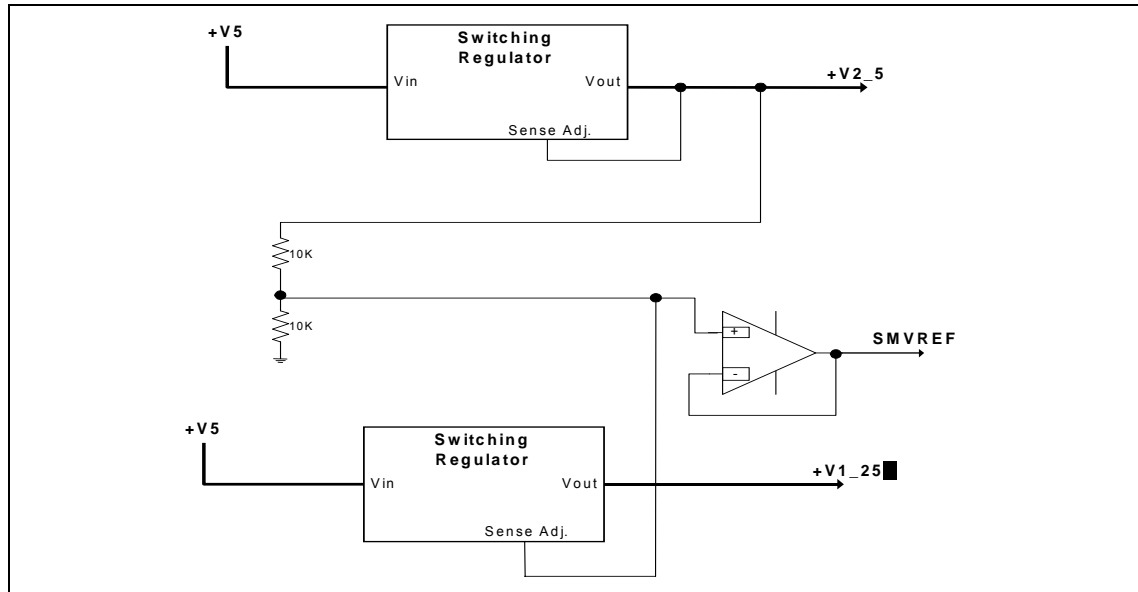 +V5
Switching
Regulator
Vin
Vout
Sense Adj.
+V2_5
10K
10K
+
-
SMVREF
+V5
Switching
Regulator
Vin
Vout
Sense Adj.
+V1_25